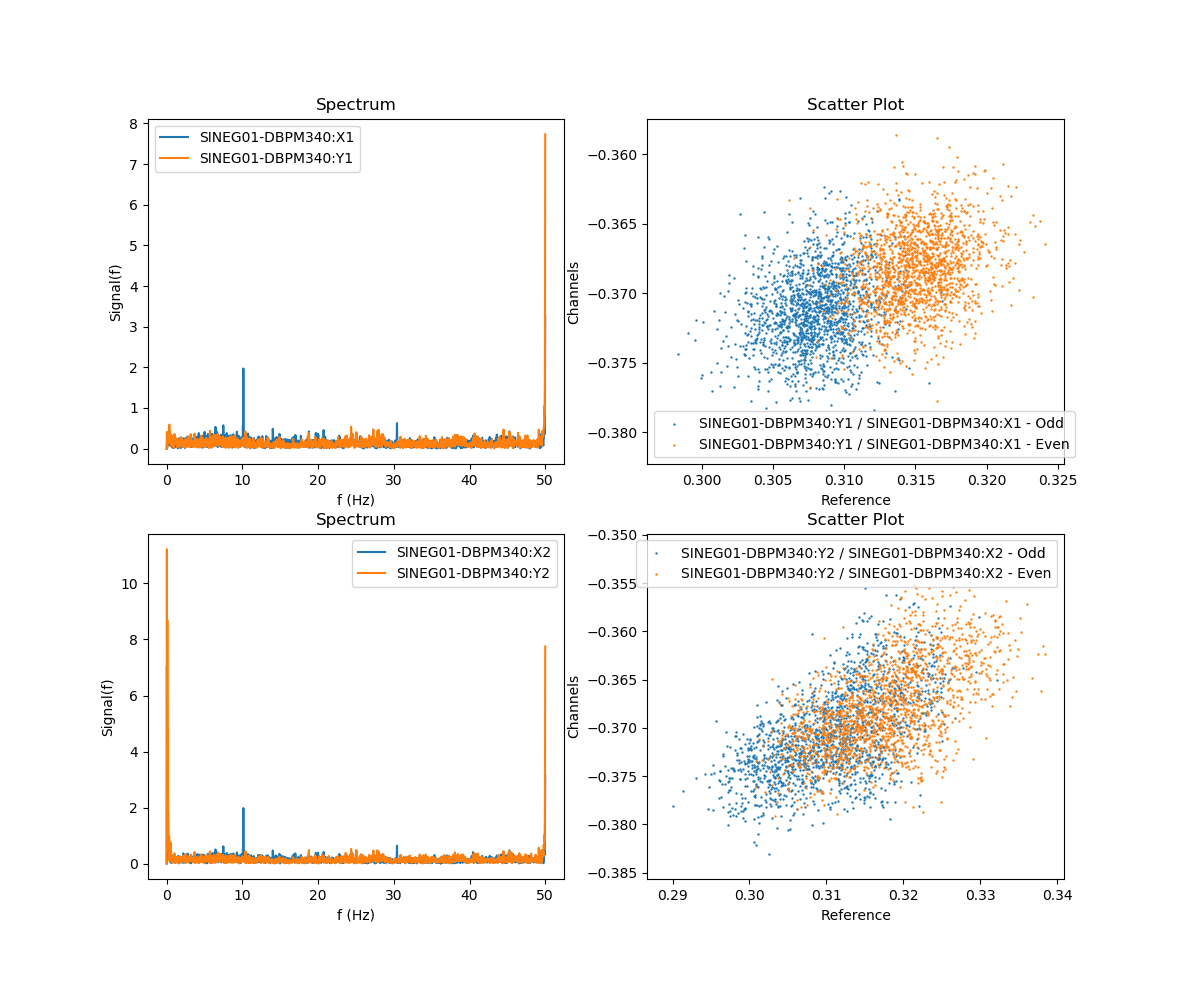 Spectrum
SINEG01-DBPM340:X1
SINEG01-DBPM340:Y1
Signal(f)
8
7
6
5
4
3
2
1
0
0 10 20 30 40 50
f (Hz)
Scatter Plot
Channels
−0.360
−0.365
−0.370
−0.375
−0.380
SINEG01-DBPM340:Y1 / SINEG01-DBPM340:X1 - Odd
SINEG01-DBPM340:Y1 / SINEG01-DBPM340:X1 - Even
0.300 0.305 0.310 0.315 0.320 0.325
Reference
Spectrum
SINEG01-DBPM340:X2
SINEG01-DBPM340:Y2
Signal(f)
10
8
6
4
2
0
0 10 20 30 40 50
f (Hz)
Scatter Plot
SINEG01-DBPM340:Y2 / SINEG01-DBPM340:X2 - Odd
SINEG01-DBPM340:Y2 / SINEG01-DBPM340:X2 - Even
Channels
−0.350
−0.355
−0.360
−0.365
−0.370
−0.375
−0.380
−0.385
0.29 0.30 0.31 0.32 0.33 0.34
Reference